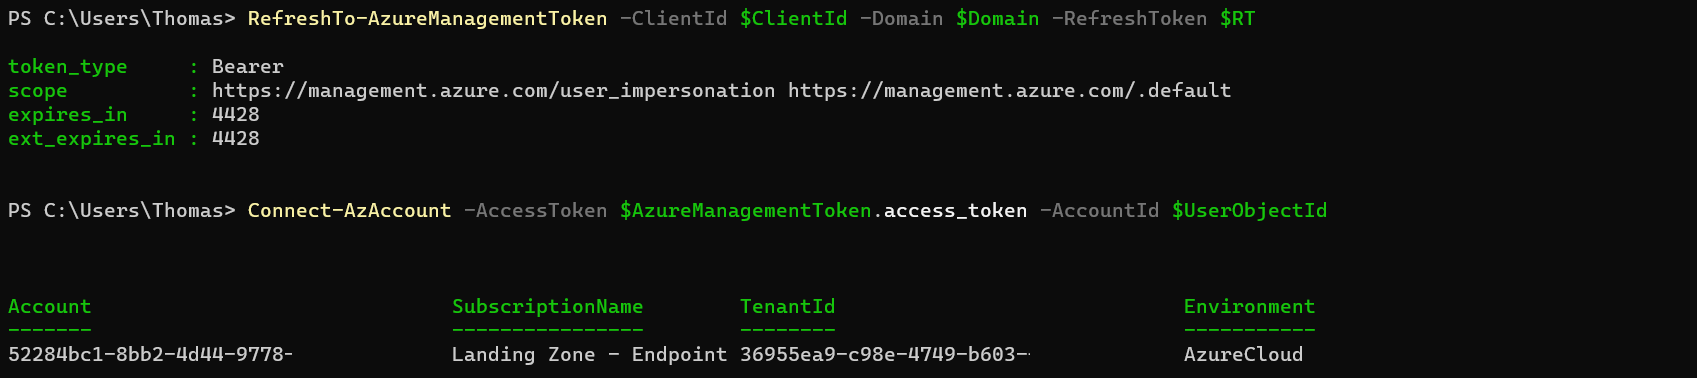 PS C:\Users\Thomas> RefreshTo-AzureManagementToken -ClientId $ClientId -Domain $Domain -RefreshToken $RT
token_type     : Bearer
scope          : https://management.azure.com/user_impersonation https://management.azure.com/.default
expires_in     : 4428
ext_expires_in : 4428
PS C:\Users\Thomas> Connect-AzAccount -AccessToken $AzureManagementToken.access_token -AccountId $UserObjectId
Account                              SubscriptionName        TenantId                             Environment
-------                              ----------------        --------                             -----------
52284bc1-8bb2-4d44-9778-             Landing Zone - Endpoint 36955ea9-c98e-4749-b603-             AzureCloud